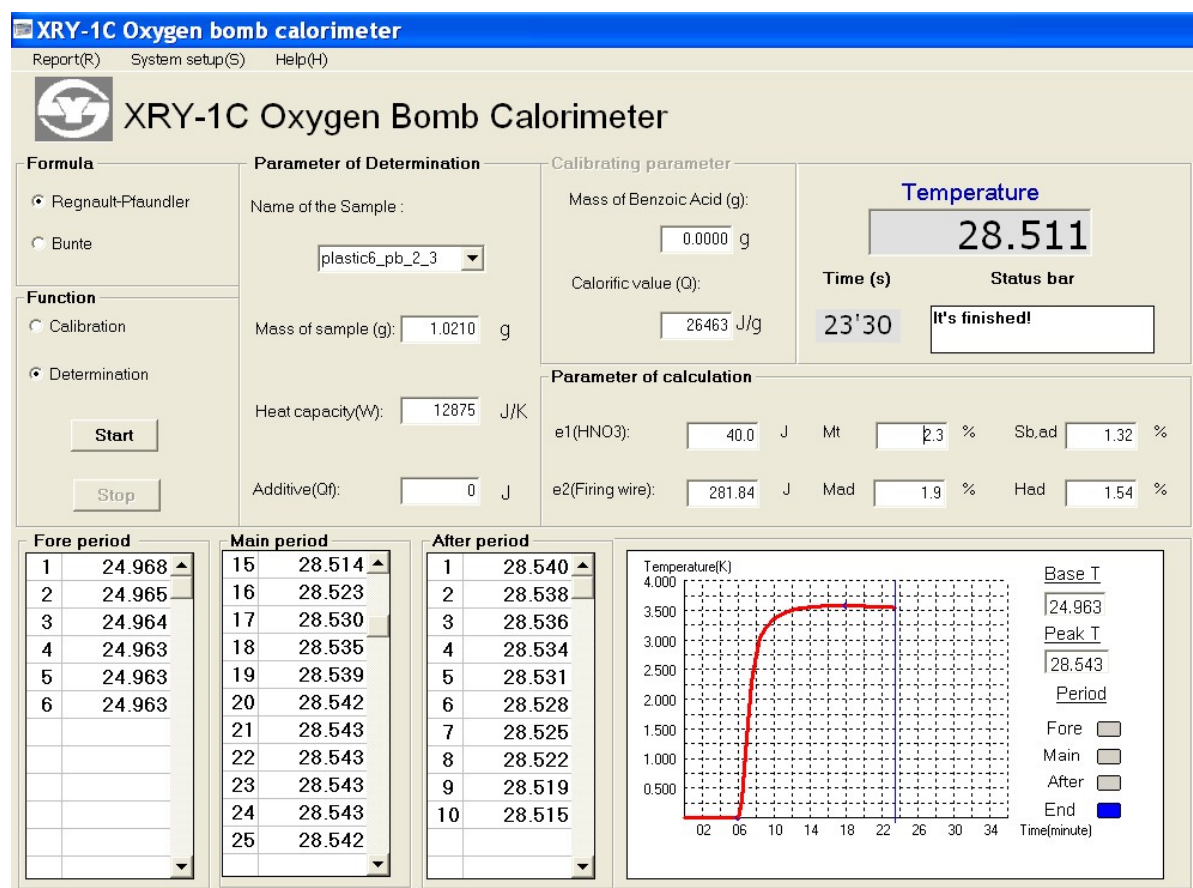 XRY-1C Oxygen bomb calorimeter
Report(R) System setup(S) Help(H)
XRY-1C Oxygen Bomb Calorimeter
Formula
Regnault-Pfaundler
Bunte
Function
Calibration
Determination
Start
Stop
Parameter of Determination
Name of the Sample :
plastic6_pb_2_3
Mass of sample (g): 1.0210 g
Heat capacity(W): 12875 J/K
Additive(Qf): 0 J
Calibrating parameter
Mass of Benzoic Acid (g):
0.0000 g
Calorific value (Q):
26463 J/g
Temperature
28.511
Time (s) Status bar
23'30 It's finished!
Parameter of calculation
e1(HNO3): 40.0 J Mt 2.3 % Sb,ad 1.32 %
e2(Firing wire): 281.84 J Mad 1.9 % Had 1.54 %
Fore period
1 24.968
2 24.965
3 24.964
4 24.963
5 24.963
6 24.963
Main period
15 28.514
16 28.523
17 28.530
18 28.535
19 28.539
20 28.542
21 28.543
22 28.543
23 28.543
24 28.543
25 28.542
After period
1 28.540
2 28.538
3 28.536
4 28.534
5 28.531
6 28.528
7 28.525
8 28.522
9 28.519
10 28.515
Temperature(K)
4.000
3.500
3.000
2.500
2.000
1.500
1.000
0.500
02 06 10 14 18 22 26 30 34 Time(minute)
Base T
24.963
Peak T
28.543
Period
Fore
Main
After
End